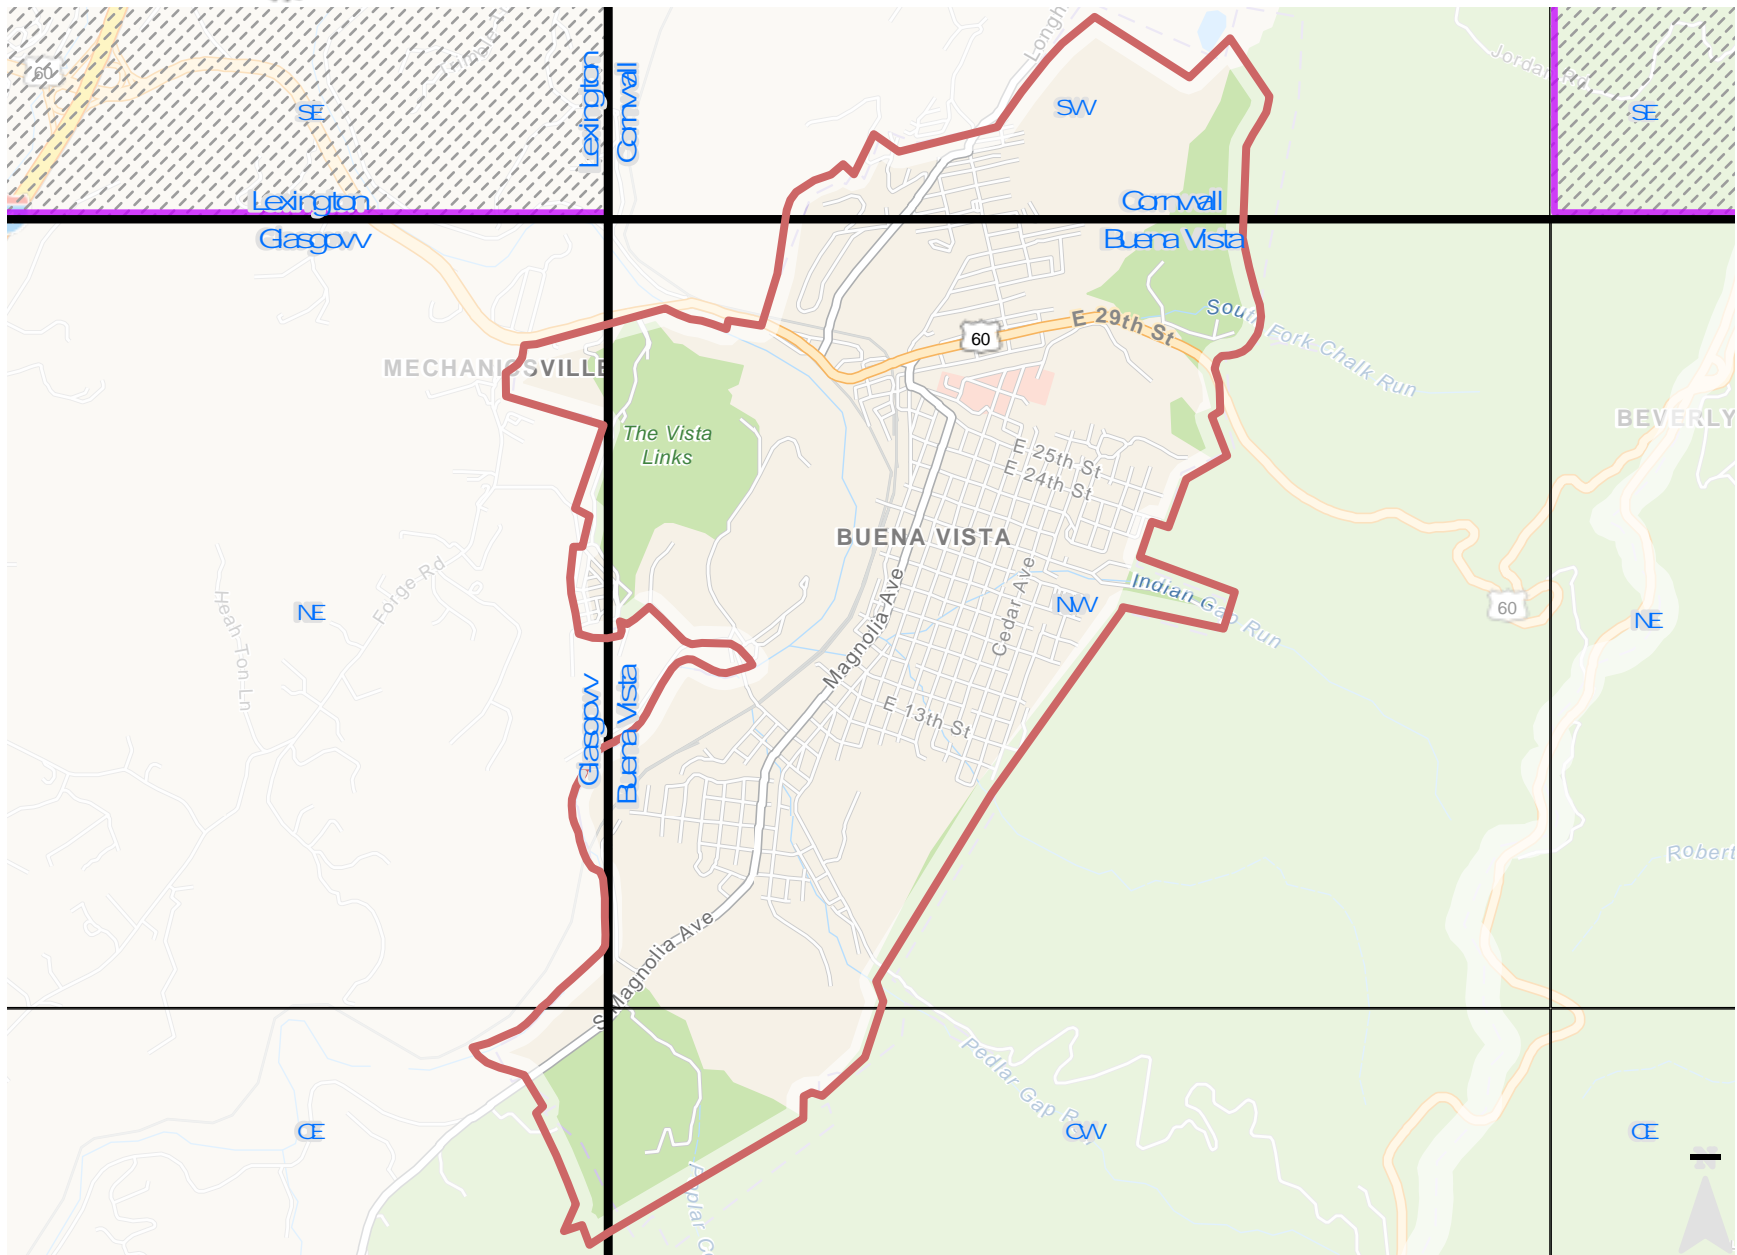 Longh
Jordan Rd
60
SE
Lexington
Cornwall
SW
SE
Lexington
Cornwall
Glasgow
Buena Vista
South Fork Chalk Run
E 29th St
60
MECHANICSVILLE
BEVERLY
The Vista
Links
E 25th St
E 24th St
BUENA VISTA
Forge Rd
Heah Ton Ln
Magnolia Ave
Cedar Ave
Indian Gap Run
NE
NW
60
NE
Glasgow
Buena Vista
E 13th St
Robert
S Magnolia Ave
Pedlar Gap Run
CE
CW
CE
Poplar C
N